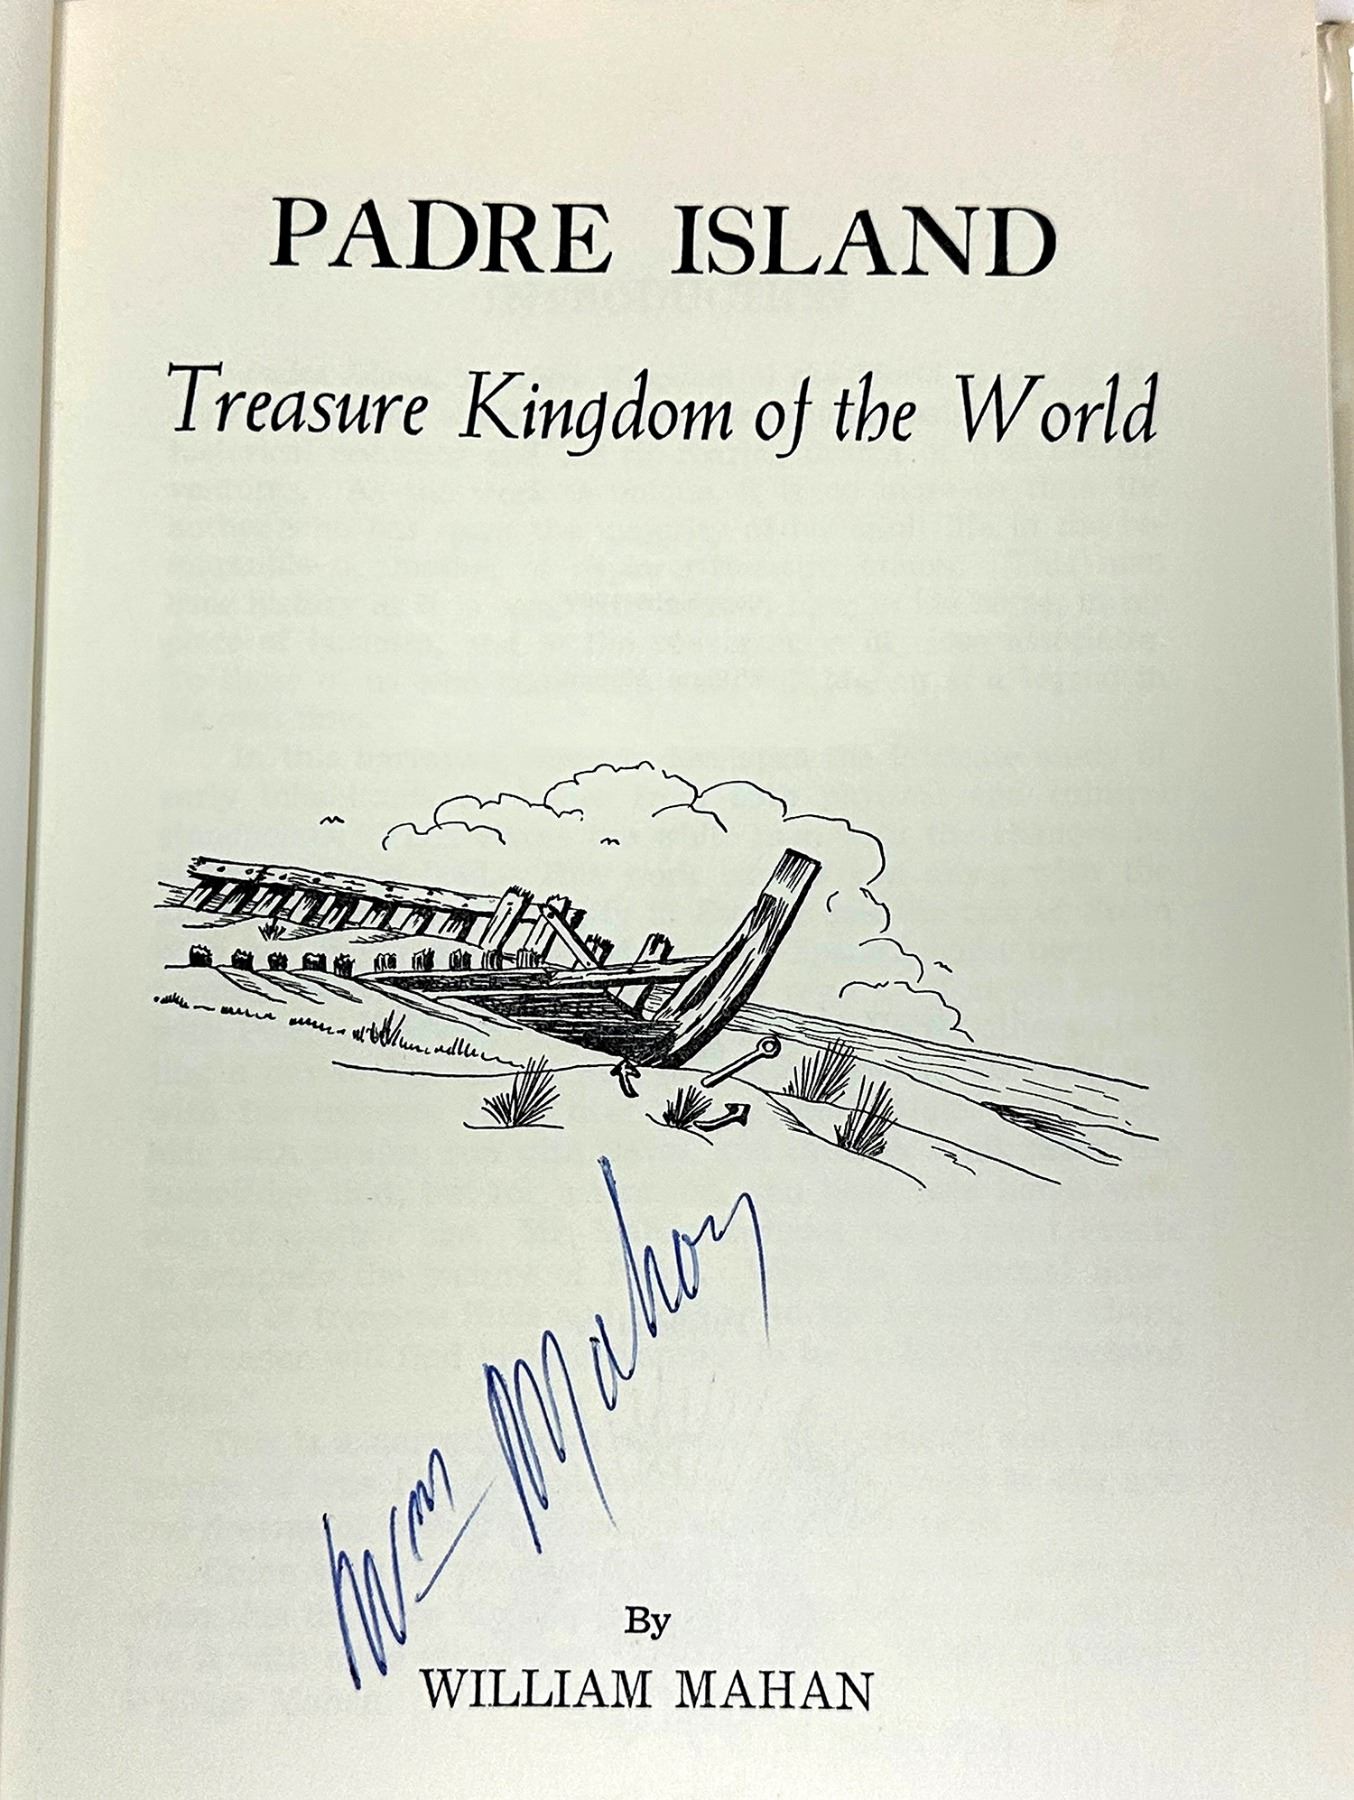 PADRE ISLAND
Treasure Kingdom of the World
Wm Mahan
By
WILLIAM MAHAN